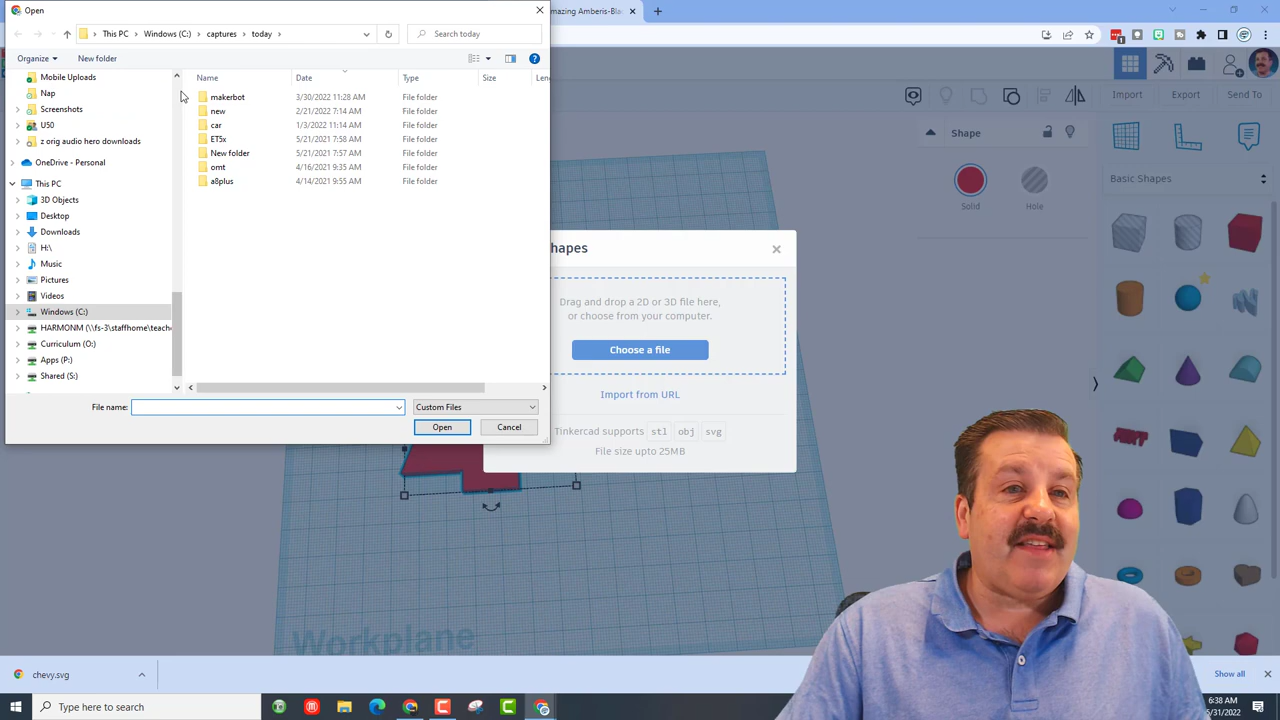 Open
mazing Amberis-Bla
This PC > Windows (C:) > captures > today >
Search today
Organize
New folder
Mobile Uploads
Nap
Screenshots
U50
z orig audio hero downloads
OneDrive - Personal
This PC
3D Objects
Desktop
Downloads
H:\
Music
Pictures
Videos
Windows (C:)
HARMONM (\\fs-3\staffhome\teache
Curriculum (O:)
Apps (P:)
Shared (S:)
Name Date Type Size Len
makerbot 3/30/2022 11:28 AM File folder
new 2/21/2022 7:14 AM File folder
car 1/3/2022 11:14 AM File folder
ET5x 5/21/2021 7:58 AM File folder
New folder 5/21/2021 7:57 AM File folder
omt 4/16/2021 9:35 AM File folder
a8plus 4/14/2021 9:55 AM File folder
File name:
Custom Files
Open
Cancel
hapes
Drag and drop a 2D or 3D file here,
or choose from your computer.
Choose a file
Import from URL
Tinkercad supports stl obj svg
File size upto 25MB
Import
Export
Send To
Shape
Solid
Hole
Basic Shapes
Workplane
chevy.svg
Show all
Type here to search
6:38 AM
5/31/2022